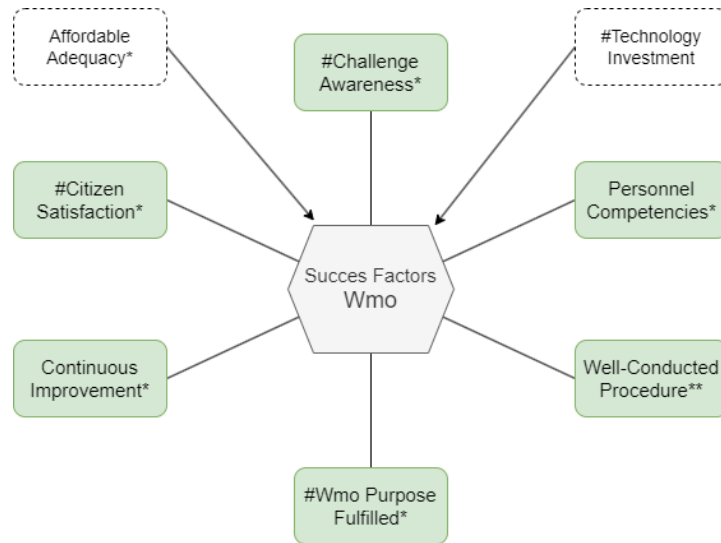 Affordable
Adequacy*
#Challenge
Awareness*
#Technology
Investment
#Citizen
Satisfaction*
Personnel
Competencies*
Succes Factors
Wmo
Continuous
Improvement*
Well-Conducted
Procedure**
#Wmo Purpose
Fulfilled*